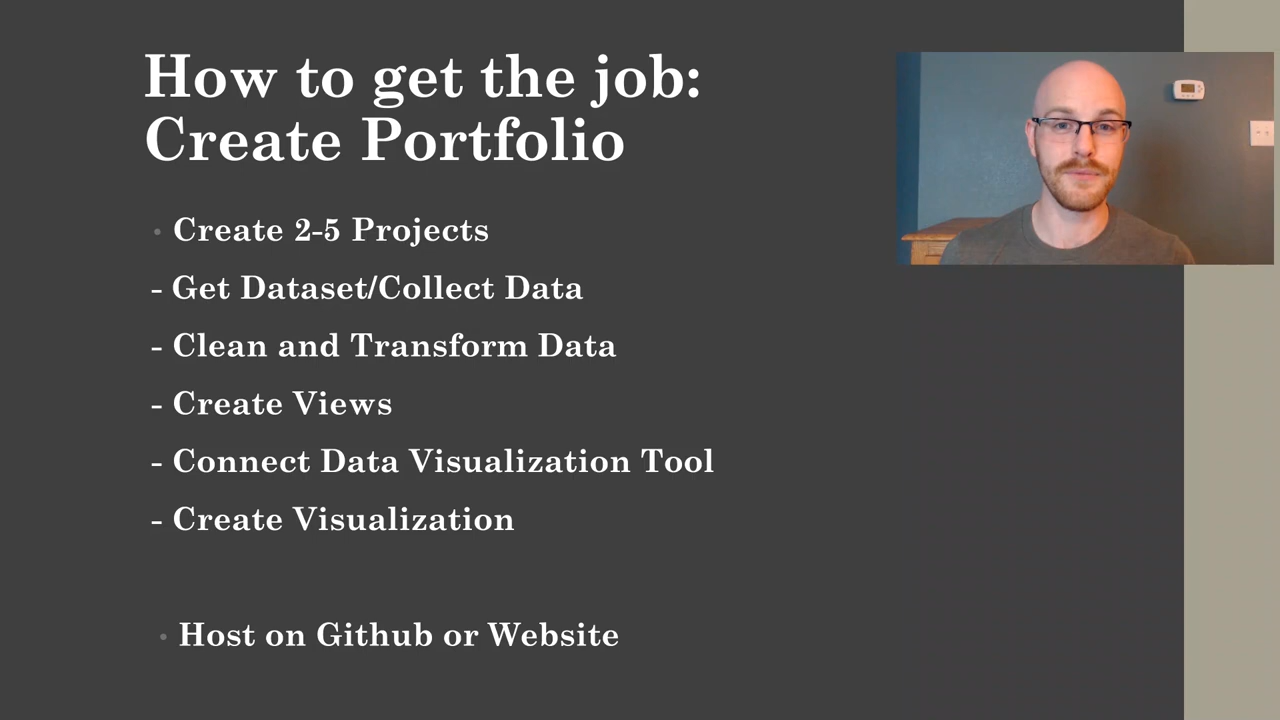 How to get the job:
Create Portfolio
• Create 2-5 Projects
- Get Dataset/Collect Data
- Clean and Transform Data
- Create Views
- Connect Data Visualization Tool
- Create Visualization
• Host on Github or Website